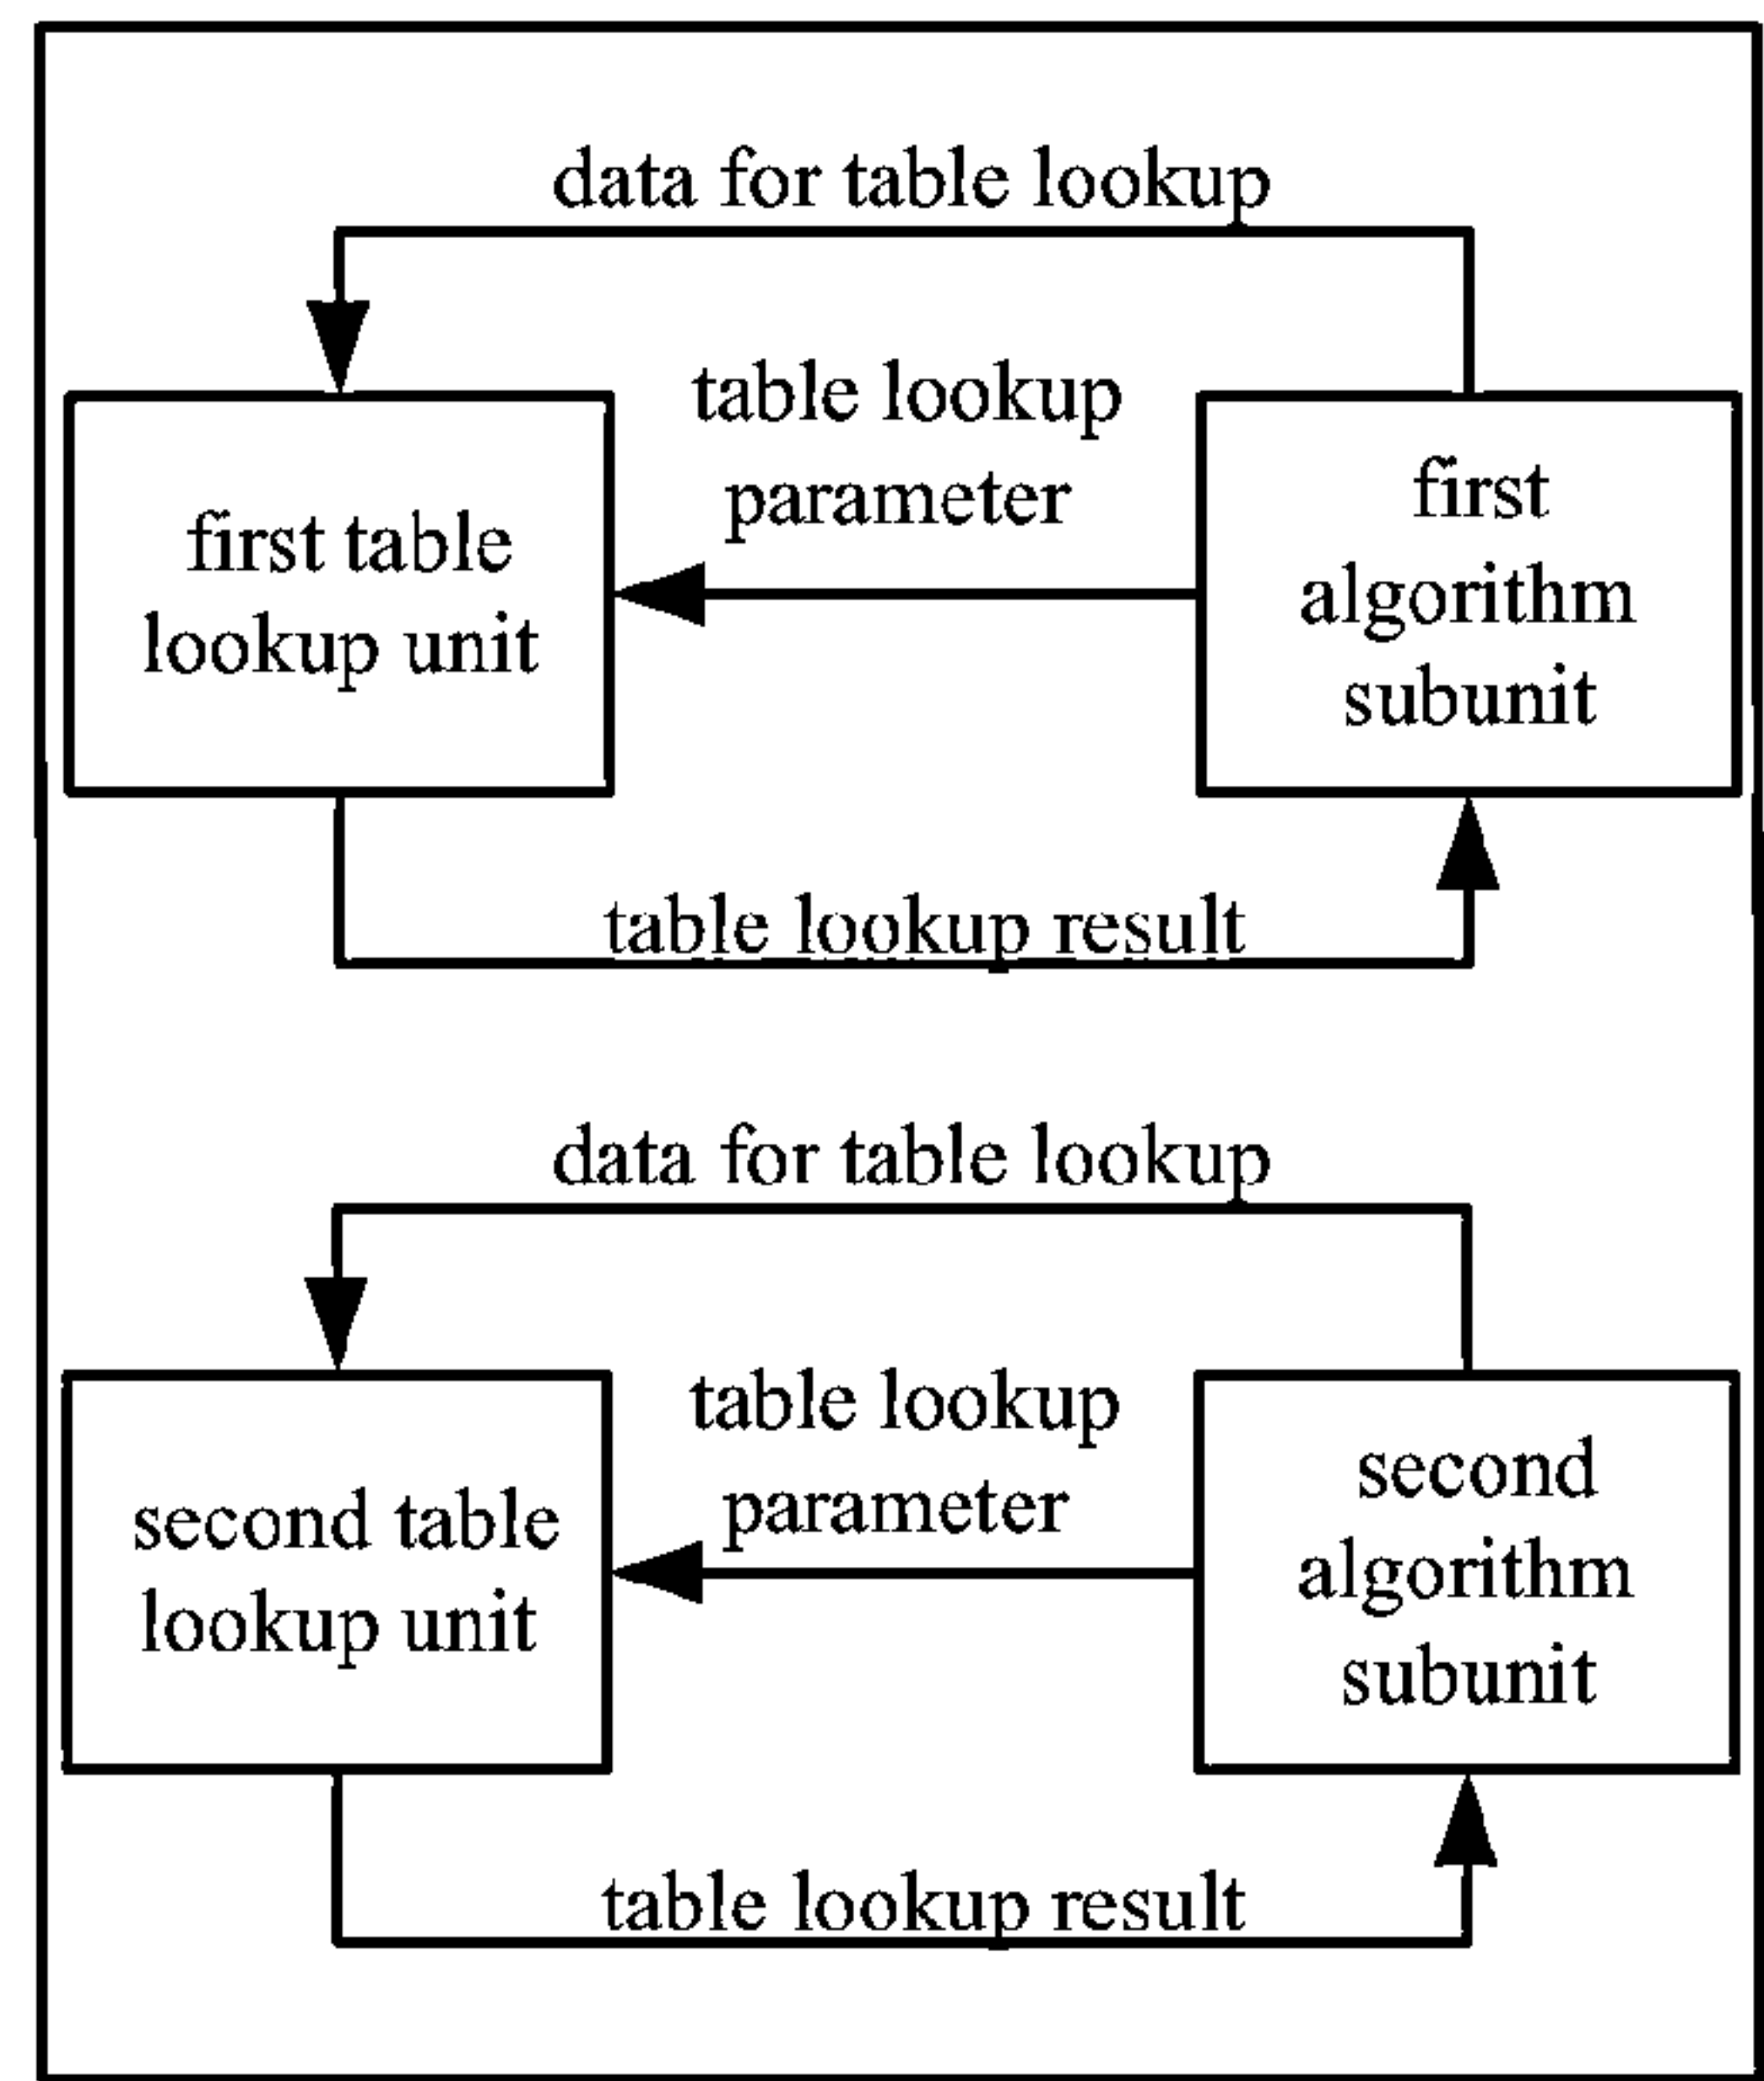 data for table lookup
table lookup
parameter
first table
lookup unit
first
algorithm
subunit
table lookup result
data for table lookup
table lookup
parameter
second table
lookup unit
second
algorithm
subunit
table lookup result